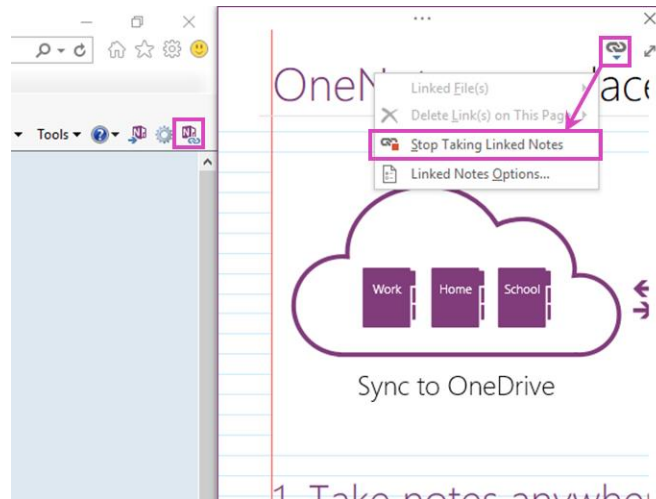 Tools
OneN
ace
Linked File(s)
Delete Link(s) on This Page
Stop Taking Linked Notes
Linked Notes Options...
Work
Home
School
Sync to OneDrive
1. Take notes anywhe